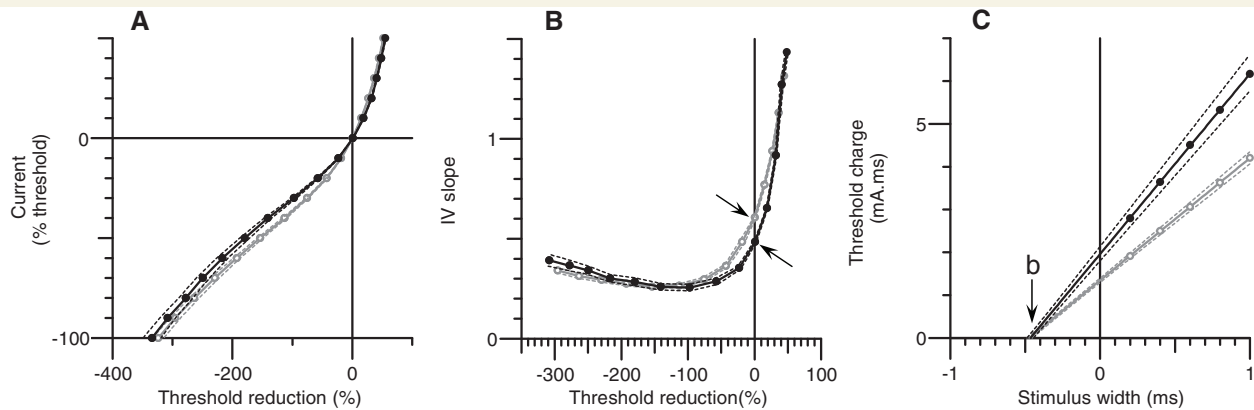 A
B
C
Current
(% threshold)
0
-100
-400
-200
0
Threshold reduction (%)
IV slope
1
0
-300
-200
-100
0
100
Threshold reduction(%)
Threshold charge
(mA.ms)
5
0
b
-1
0
1
Stimulus width (ms)